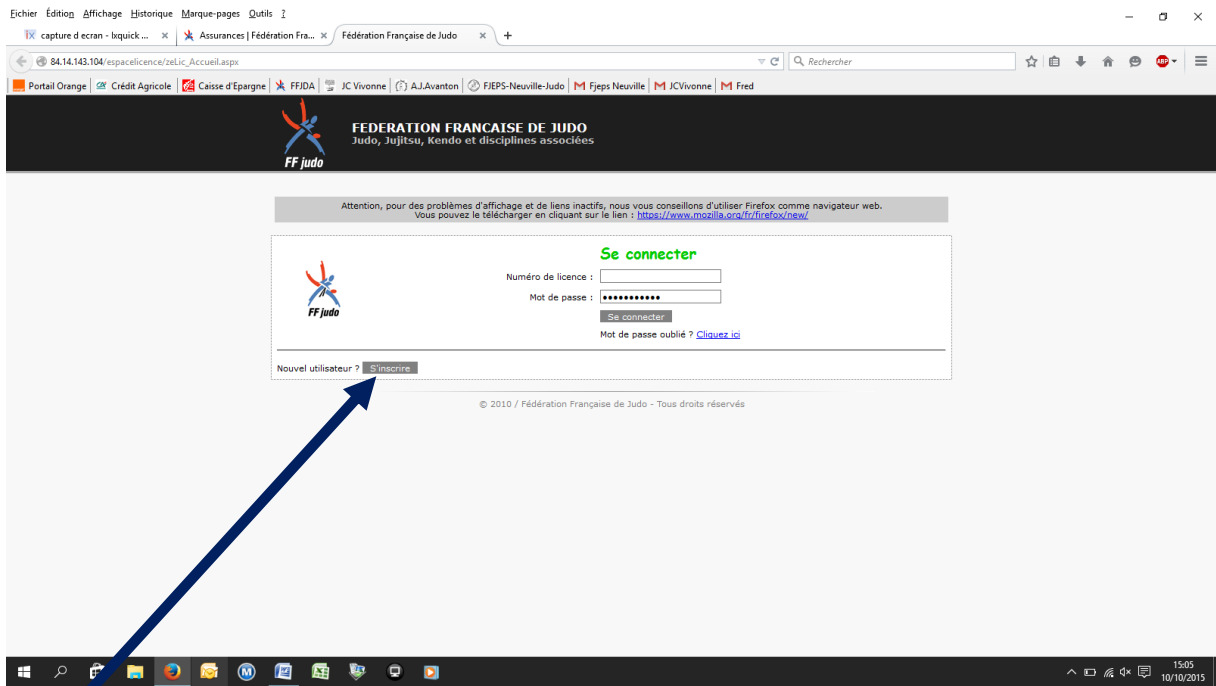 Fichier Édition Affichage Historique Marque-pages Outils ?
capture d ecran - Ixquick ... × Assurances | Fédération Fra... × Fédération Française de Judo × +
84.14.143.104/espacelicence/zeLic_Accueil.aspx Rechercher ABP
Portail Orange Crédit Agricole Caisse d'Epargne FFJDA JC Vivonne A.J.Avanton FJEPS-Neuville-Judo Fjeps Neuville JCVivonne Fred
FEDERATION FRANCAISE DE JUDO
Judo, Jujitsu, Kendo et disciplines associées
FF judo
Attention, pour des problèmes d'affichage et de liens inactifs, nous vous conseillons d'utiliser Firefox comme navigateur web.
Vous pouvez le télécharger en cliquant sur le lien : https://www.mozilla.org/fr/firefox/new/
Se connecter
Numéro de licence :
Mot de passe : •••••••••••
FF judo
Se connecter
Mot de passe oublié ? Cliquez ici
Nouvel utilisateur ? S'inscrire
© 2010 / Fédération Française de Judo - Tous droits réservés
15:05
10/10/2015